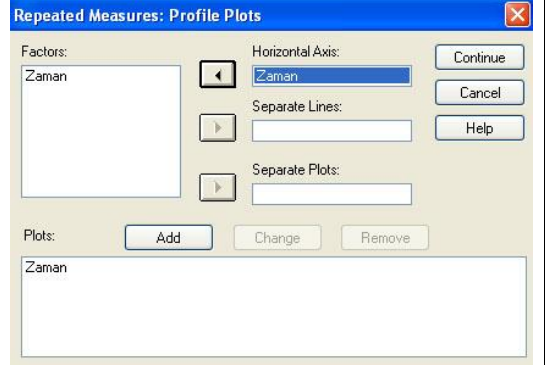 Repeated Measures: Profile Plots
Factors:
Zaman
Horizontal Axis:
Zaman
Separate Lines:
Separate Plots:
Continue
Cancel
Help
Plots:
Add
Change
Remove
Zaman